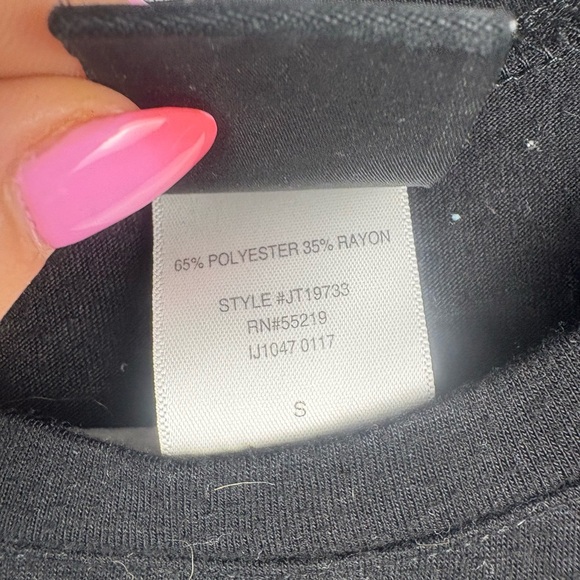 65% POLYESTER 35% RAYON
STYLE #JT19733
RN#55219
IJ1047 0117
S